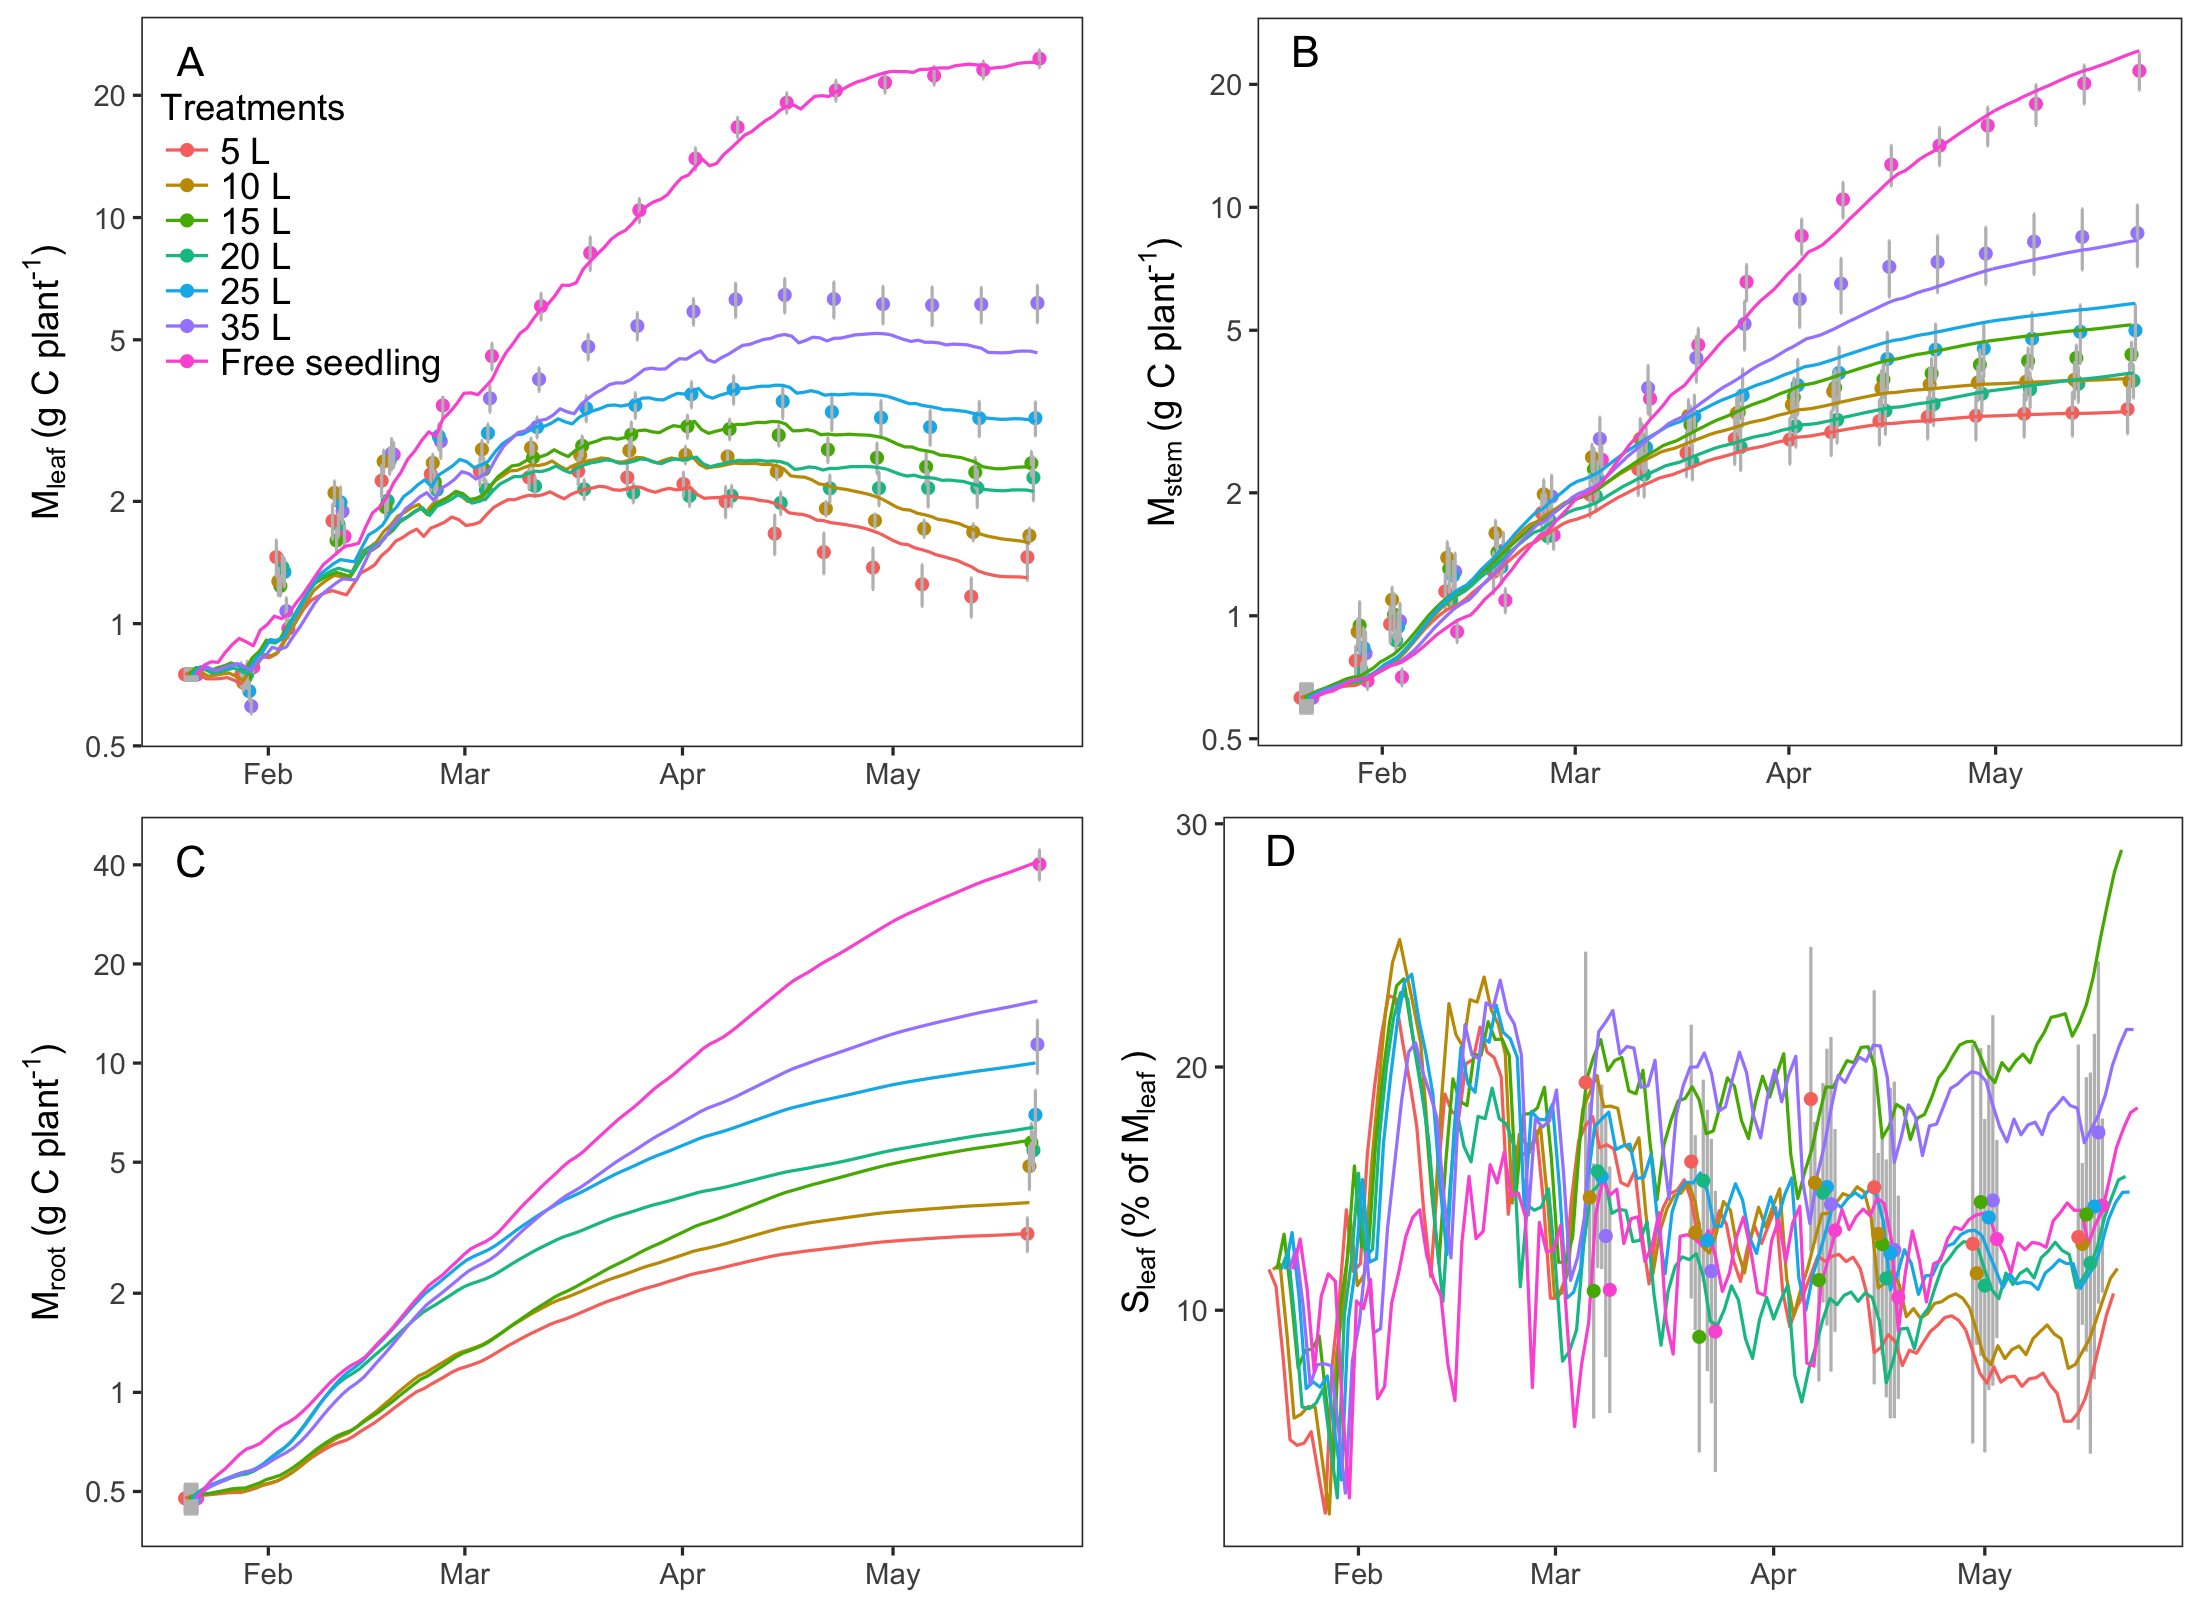 A
Treatments
5 L
10 L
15 L
20 L
25 L
35 L
Free seedling
M_leaf (g C plant⁻¹)
20
10
5
2
1
0.5
Feb Mar Apr May
B
M_stem (g C plant⁻¹)
20
10
5
2
1
0.5
Feb Mar Apr May
C
M_root (g C plant⁻¹)
40
20
10
5
2
1
0.5
Feb Mar Apr May
D
S_leaf (% of M_leaf )
30
20
10
Feb Mar Apr May